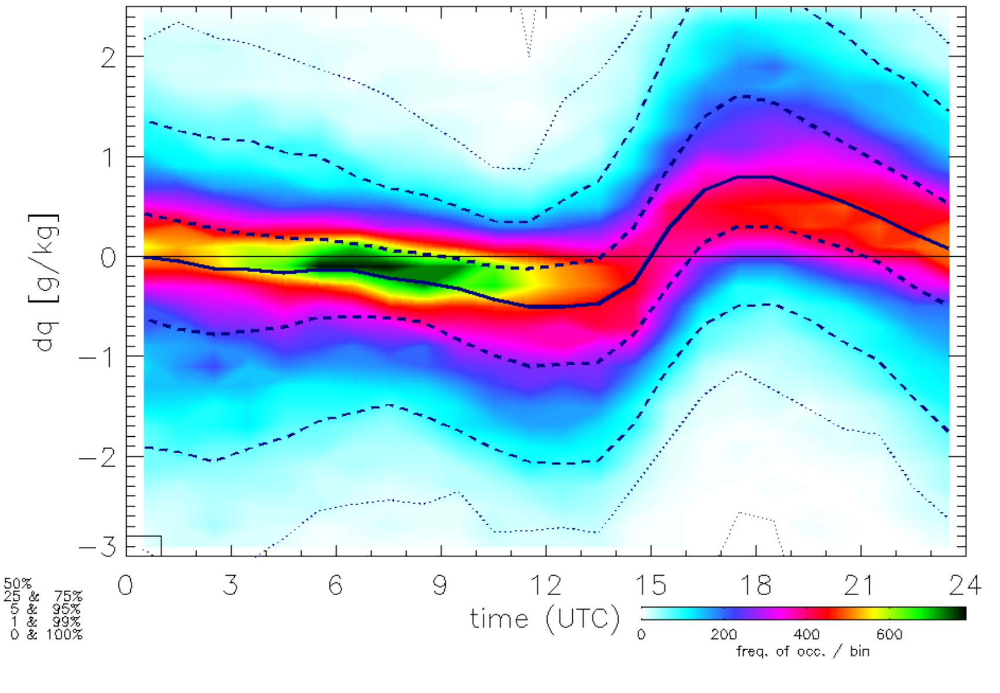 2
1
0
−1
−2
−3
dq [g/kg]
0 3 6 9 12 15 18 21 24
time (UTC)
50%
25 & 75%
5 & 95%
1 & 99%
0 & 100%
0 200 400 600
freq. of occ. / bin